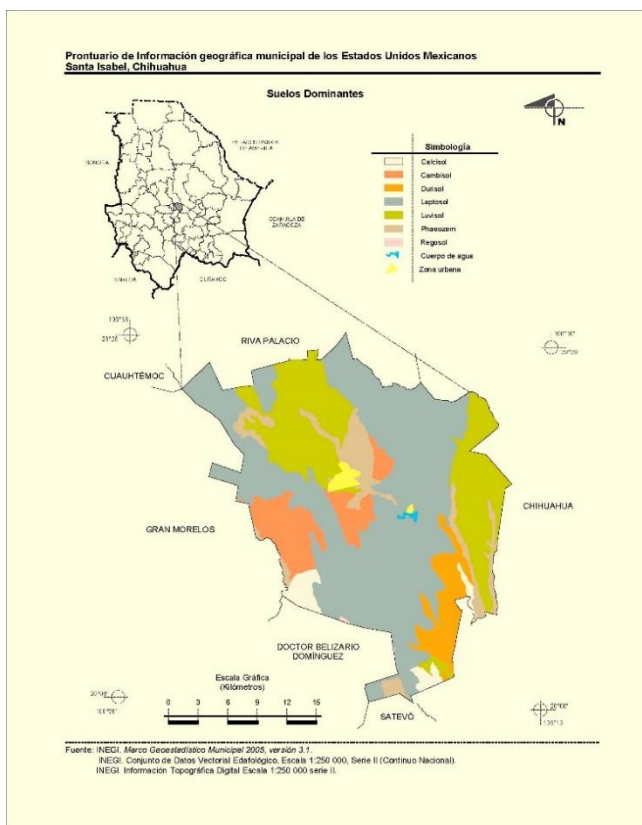 Prontuario de Información geográfica municipal de los Estados Unidos Mexicanos
Santa Isabel, Chihuahua
Suelos Dominantes
N
SONORA
COAHUILA DE
ZARAGOZA
SINALOA
DURANGO
Simbología
Calcisol
Cambisol
Durisol
Leptosol
Luvisol
Phaeozem
Regosol
Cuerpo de agua
Zona urbana
RIVA PALACIO
CUAUHTÉMOC
GRAN MORELOS
CHIHUAHUA
DOCTOR BELIZARIO
DOMÍNGUEZ
SATEVÓ
Escala Gráfica
(Kilómetros)
0 3 6 9 12 15
Fuente: INEGI. Marco Geoestadístico Municipal 2005, versión 3.1.
INEGI. Conjunto de Datos Vectorial Edafológico, Escala 1:250 000, Serie II (Continuo Nacional).
INEGI. Información Topográfica Digital Escala 1:250 000 serie II.